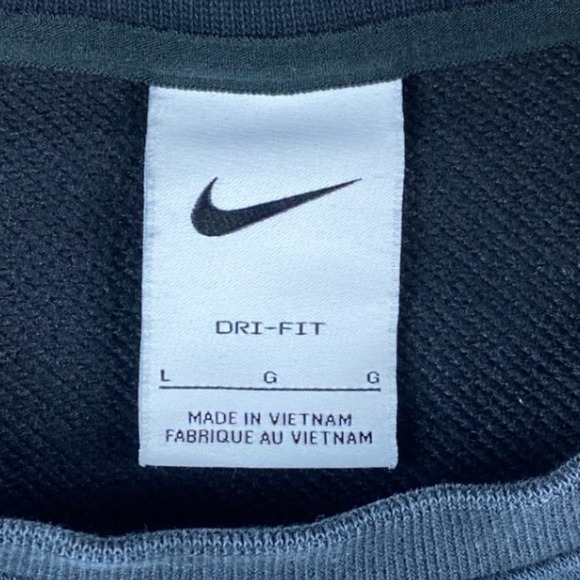 DRI-FIT
L G G
MADE IN VIETNAM
FABRIQUE AU VIETNAM